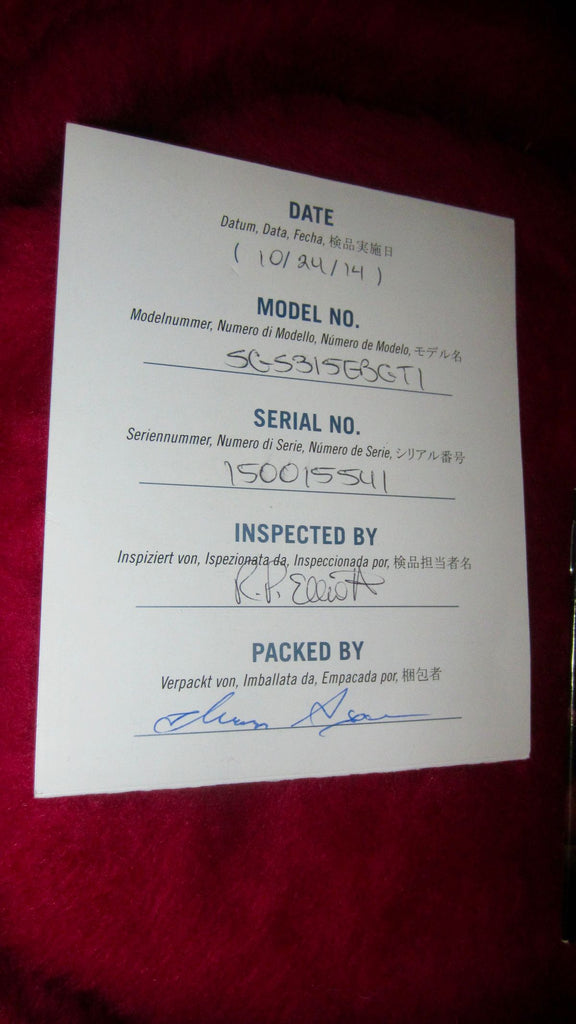 DATE
Datum, Data, Fecha, 検品実施日
( 10/24/14 )
MODEL NO.
Modelnummer, Numero di Modello, Número de Modelo, モデル名
SGS315EBGT1
SERIAL NO.
Seriennummer, Numero di Serie, Número de Serie, シリアル番号
150015541
INSPECTED BY
Inspiziert von, Ispezionata da, Inspeccionada por, 検品担当者名
R.P. Elliott
PACKED BY
Verpackt von, Imballata da, Empacada por, 梱包者